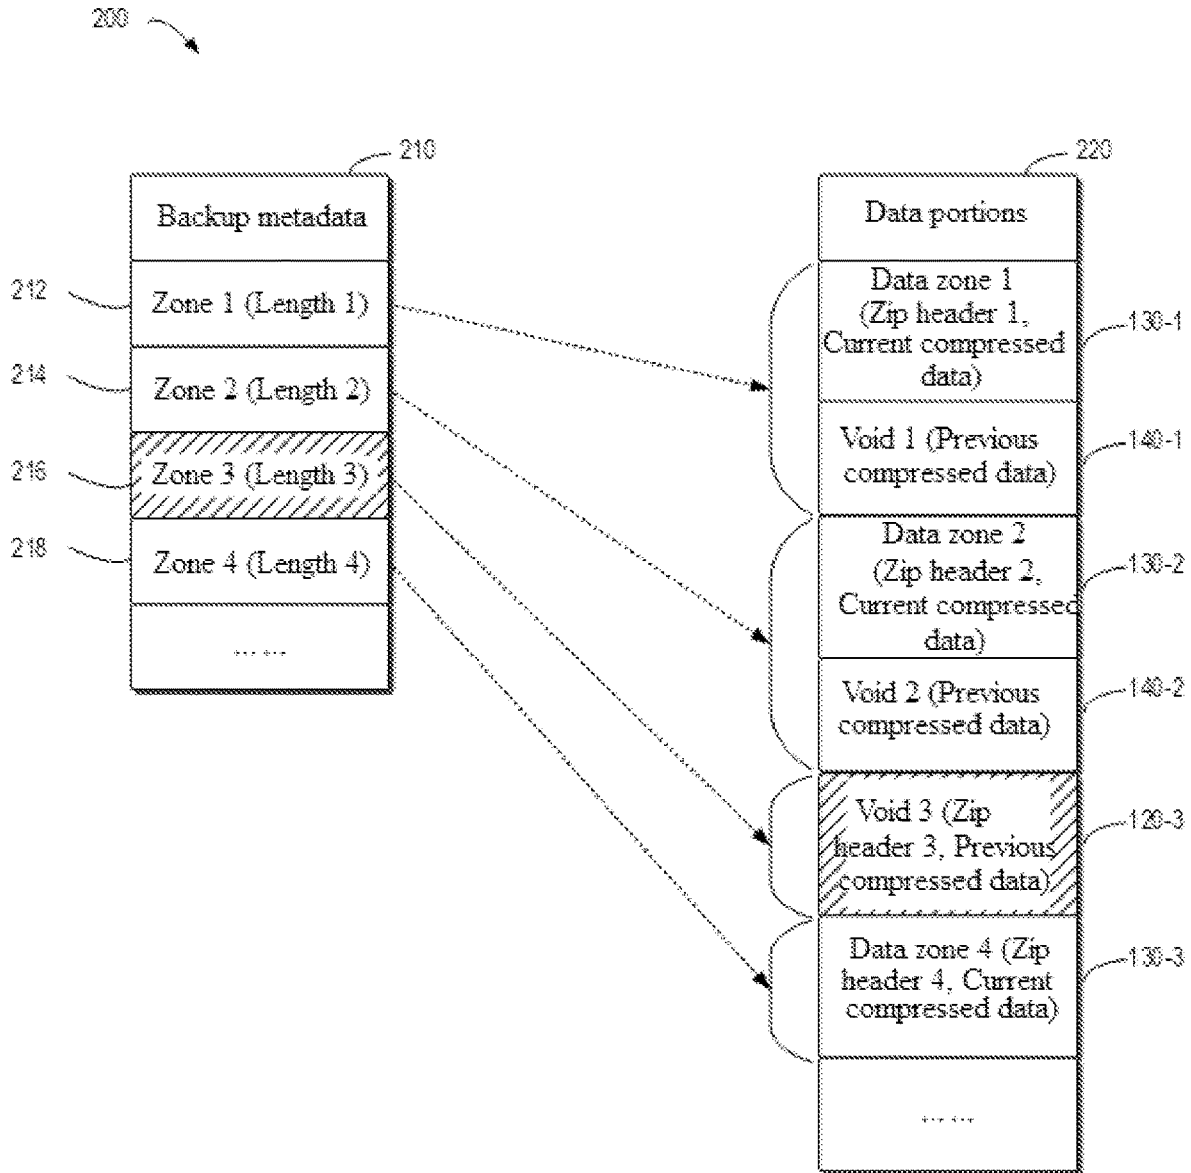 200
210
Backup metadata
212
Zone 1 (Length 1)
214
Zone 2 (Length 2)
216
Zone 3 (Length 3)
218
Zone 4 (Length 4)
... ...
220
Data portions
Data zone 1
(Zip header 1,
Current compressed
data)
130-1
Void 1 (Previous
compressed data)
140-1
Data zone 2
(Zip header 2,
Current compressed
data)
130-2
Void 2 (Previous
compressed data)
140-2
Void 3 (Zip
header 3, Previous
compressed data)
120-3
Data zone 4 (Zip
header 4, Current
compressed data)
130-3
... ...